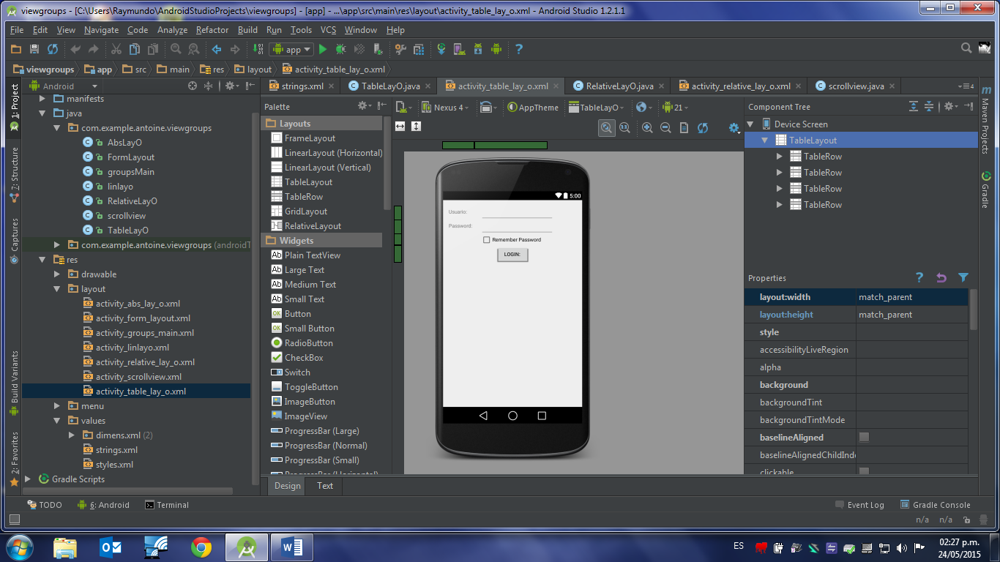 viewgroups - [C:\Users\Raymundo\AndroidStudioProjects\viewgroups] - [app] - ...\app\src\main\res\layout\activity_table_lay_o.xml - Android Studio 1.2.1.1
File Edit View Navigate Code Analyze Refactor Build Run Tools VCS Window Help
app
viewgroups app src main res layout activity_table_lay_o.xml
1: Project
7: Structure
Captures
Build Variants
2: Favorites
Android
manifests
java
com.example.antoine.viewgroups
AbsLayO
FormLayout
groupsMain
linlayo
RelativeLayO
scrollview
TableLayO
com.example.antoine.viewgroups (androidT
res
drawable
layout
activity_abs_lay_o.xml
activity_form_layout.xml
activity_groups_main.xml
activity_linlayo.xml
activity_relative_lay_o.xml
activity_scrollview.xml
activity_table_lay_o.xml
menu
values
dimens.xml (2)
strings.xml
styles.xml
Gradle Scripts
strings.xml TableLayO.java activity_table_lay_o.xml RelativeLayO.java activity_relative_lay_o.xml scrollview.java
4
Palette
Layouts
FrameLayout
LinearLayout (Horizontal)
LinearLayout (Vertical)
TableLayout
TableRow
GridLayout
RelativeLayout
Widgets
Plain TextView
Large Text
Medium Text
Small Text
Button
Small Button
RadioButton
CheckBox
Switch
ToggleButton
ImageButton
ImageView
ProgressBar (Large)
ProgressBar (Normal)
ProgressBar (Small)
ProgressBar (Horizontal)
Nexus 4 AppTheme TableLayO 21
5:00
Usuario:
Password:
Remember Password
LOGIN:
Design Text
Component Tree
Device Screen
TableLayout
TableRow
TableRow
TableRow
TableRow
Properties
layout:width match_parent
layout:height match_parent
style
accessibilityLiveRegion
alpha
background
backgroundTint
backgroundTintMode
baselineAligned
baselineAlignedChildInde
clickable
Maven Projects
Gradle
TODO 6: Android Terminal Event Log Gradle Console
n/a n/a
ES
02:27 p.m.
24/05/2015